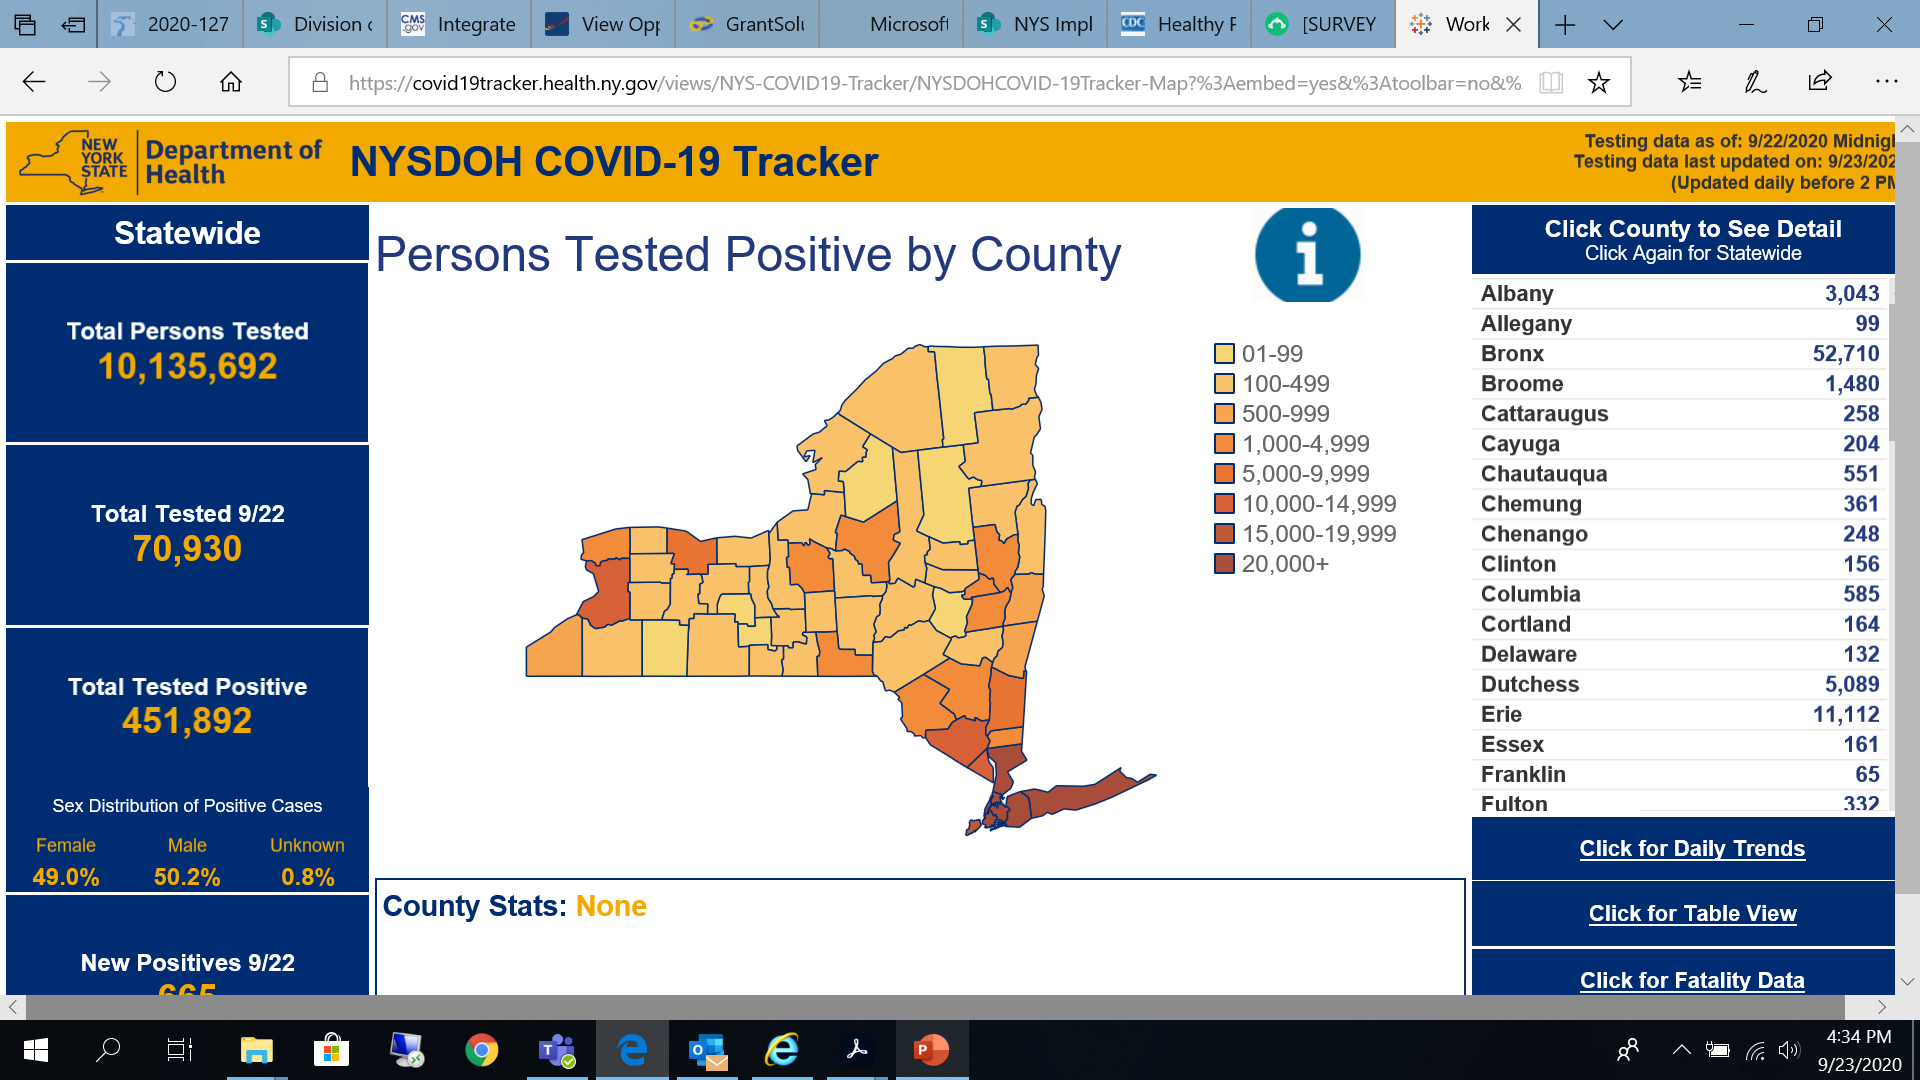 2020-127
Division
Integrate
View Opp
GrantSolu
Microsoft
NYS Impl
Healthy
[SURVEY
Work
https://covid19tracker.health.ny.gov/views/NYS-COVID19-Tracker/NYSDOHCOVID-19Tracker-Map?%3Aembed=yes&%3Atoolbar=no&%
NEW
YORK
STATE
Department of
Health
NYSDOH COVID-19 Tracker
Testing data as of: 9/22/2020 Midnigh
Testing data last updated on: 9/23/202
(Updated daily before 2 PM
Statewide
Total Persons Tested
10,135,692
Total Tested 9/22
70,930
Total Tested Positive
451,892
Sex Distribution of Positive Cases
Female Male Unknown
49.0% 50.2% 0.8%
New Positives 9/22
665
Persons Tested Positive by County
01-99
100-499
500-999
1,000-4,999
5,000-9,999
10,000-14,999
15,000-19,999
20,000+
County Stats: None
Click County to See Detail
Click Again for Statewide
Albany 3,043
Allegany 99
Bronx 52,710
Broome 1,480
Cattaraugus 258
Cayuga 204
Chautauqua 551
Chemung 361
Chenango 248
Clinton 156
Columbia 585
Cortland 164
Delaware 132
Dutchess 5,089
Erie 11,112
Essex 161
Franklin 65
Fulton 332
Click for Daily Trends
Click for Table View
Click for Fatality Data
4:34 PM
9/23/2020